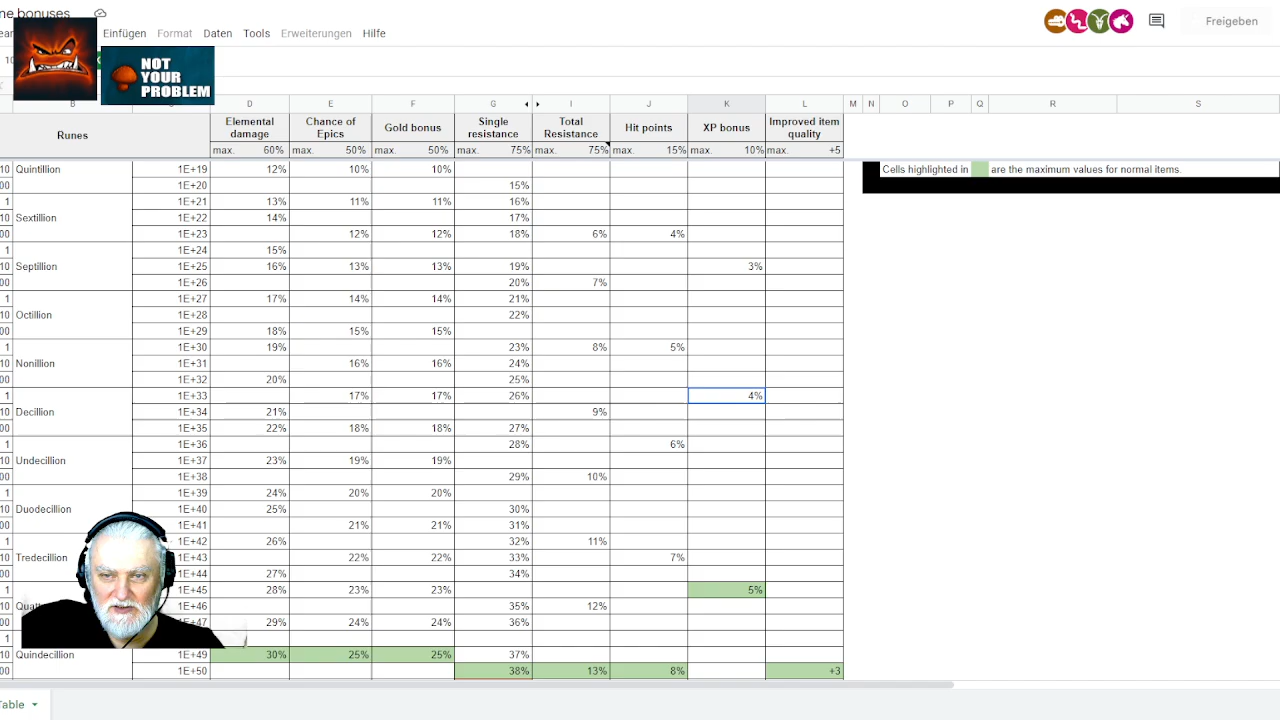 ne bonuses
Einfügen Format Daten Tools Erweiterungen Hilfe Freigeben
NOT
YOUR
PROBLEM
B D E F G I J K L M N O P Q R S
Runes Elemental damage Chance of Epics Gold bonus Single resistance Total Resistance Hit points XP bonus Improved item quality
max. 60% 50% max. 50% max. 75% max. 75% max. 15% max. 10% max. +5
10 Quintillion 1E+19 12% 10% 10% Cells highlighted in are the maximum values for normal items.
00 1E+20 15%
1 1E+21 13% 11% 11% 16%
10 Sextillion 1E+22 14% 17%
00 1E+23 12% 12% 18% 6% 4%
1 1E+24 15%
10 Septillion 1E+25 16% 13% 13% 19% 3%
00 1E+26 20% 7%
1 1E+27 17% 14% 14% 21%
10 Octillion 1E+28 22%
00 1E+29 18% 15% 15%
1 1E+30 19% 23% 8% 5%
10 Nonillion 1E+31 16% 16% 24%
00 1E+32 20% 25%
1 1E+33 17% 17% 26% 4%
10 Decillion 1E+34 21% 9%
00 1E+35 22% 18% 18% 27%
1 1E+36 28% 6%
10 Undecillion 1E+37 23% 19% 19%
00 1E+38 29% 10%
1 1E+39 24% 20% 20%
10 Duodecillion 1E+40 25% 30%
00 1E+41 21% 21% 31%
1 1E+42 26% 32% 11%
10 Tredecillion 1E+43 22% 22% 33% 7%
00 1E+44 27% 34%
1 1E+45 28% 23% 23% 5%
10 1E+46 35% 12%
00 1E+47 29% 24% 24% 36%
1
10 Quindecillion 1E+49 30% 25% 25% 37%
00 1E+50 38% 13% 8% +3
Table